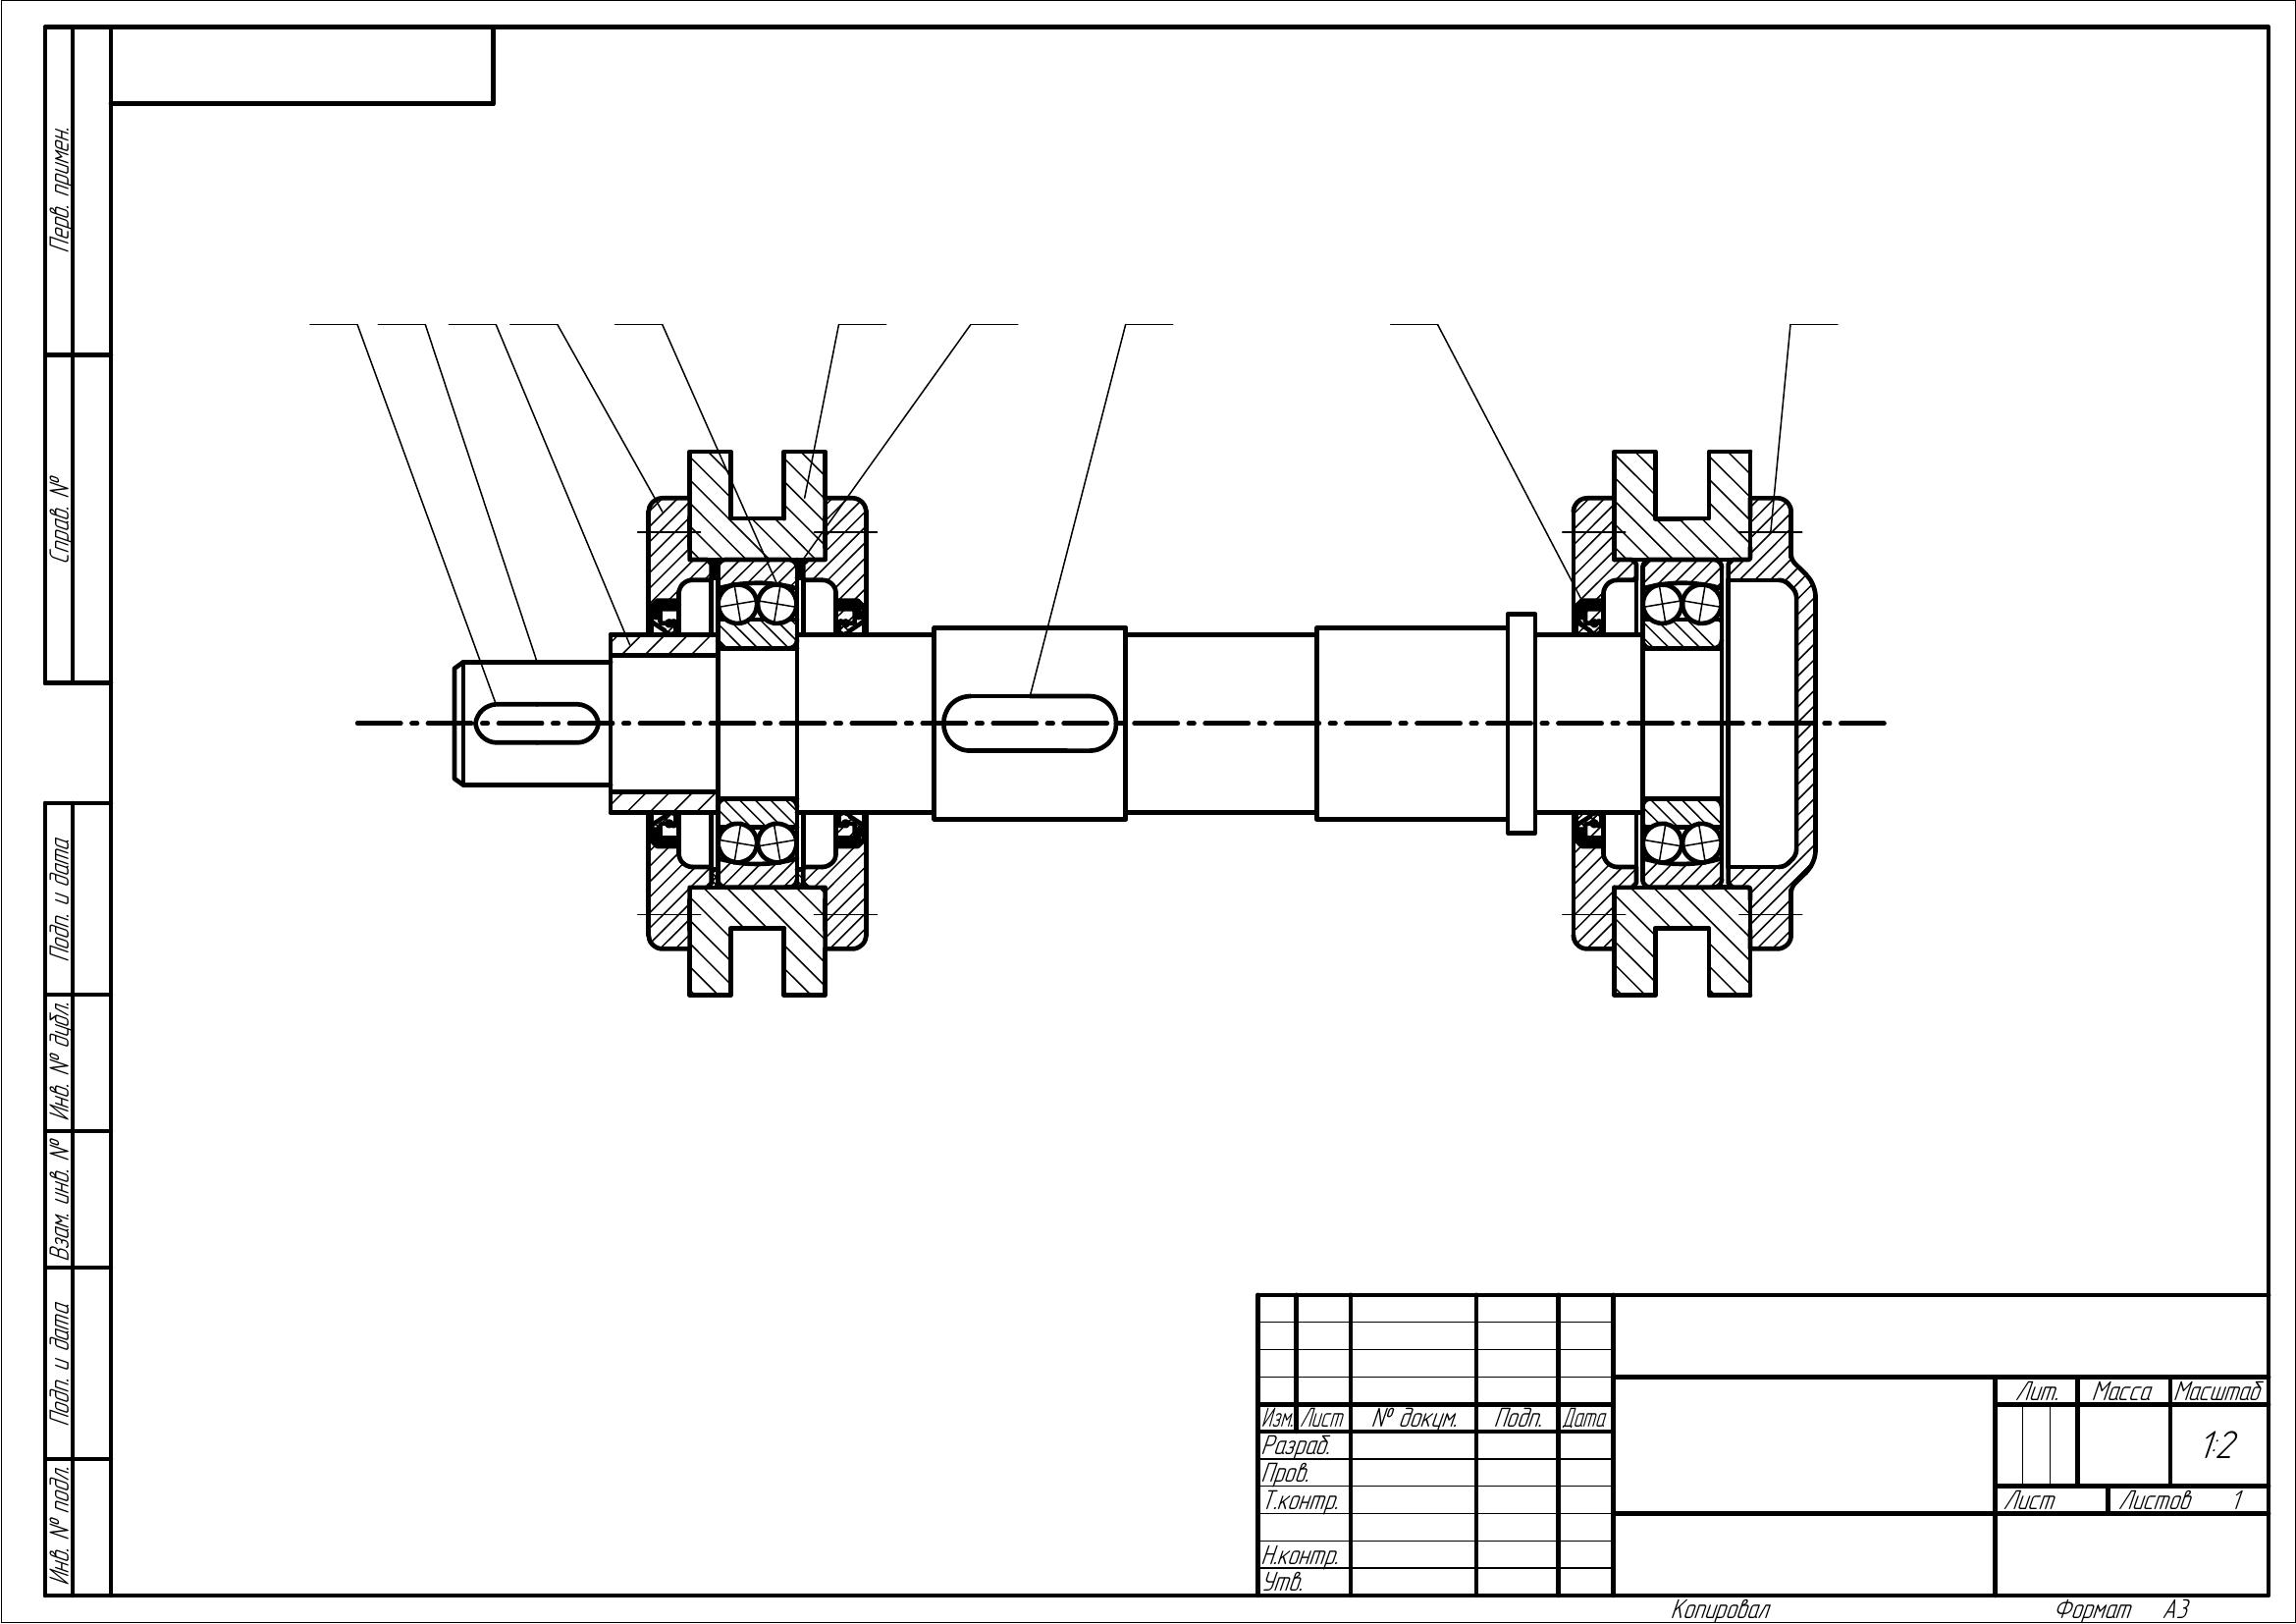 Перв. примен.
Справ. №
Подп. и дата
Инв. № дубл.
Взам. инв. №
Подп. и дата
Инв. № подл.
Лит. Масса Масштаб
Изм. Лист № докум. Подп. Дата
Разраб.
1:2
Пров.
Т.контр.
Лист Листов 1
Н.контр.
Утв.
Копировал Формат А3